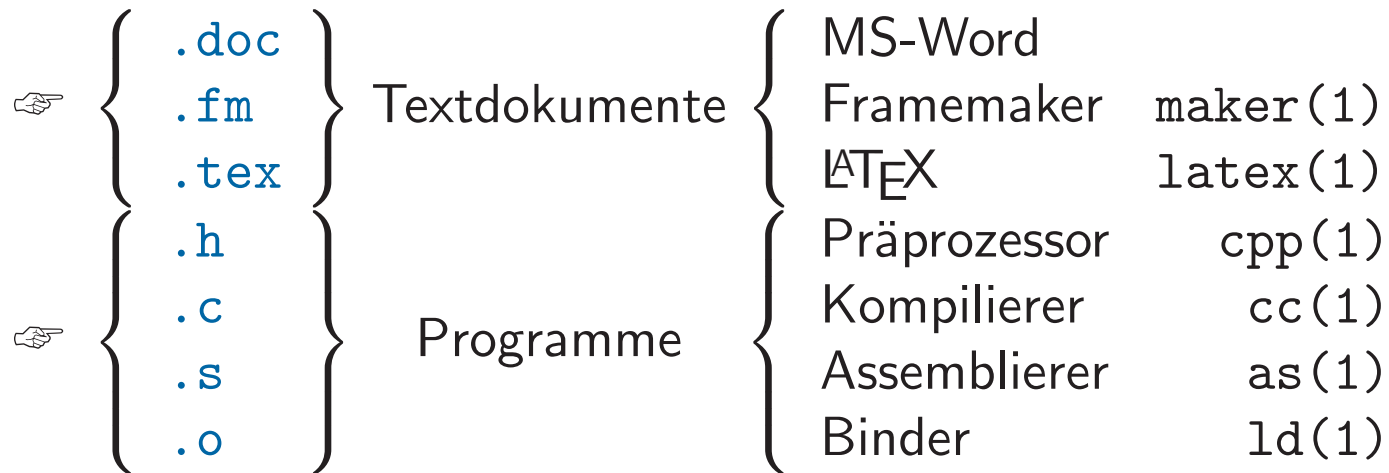 .doc MS-Word
☞ .fm Textdokumente Framemaker maker(1)
.tex LATEX latex(1)
.h Präprozessor cpp(1)
.c Kompilierer cc(1)
☞ Programme
.s Assemblierer as(1)
.o Binder ld(1)